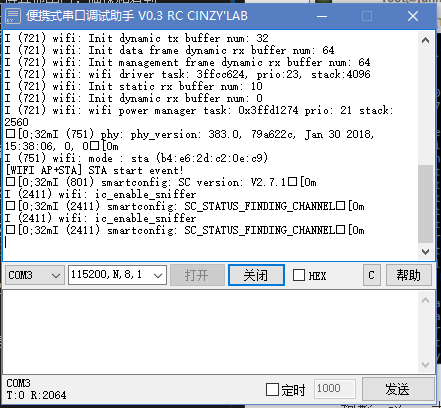 便携式串口调试助手 V0.3 RC CINZY'LAB
I (721) wifi: Init dynamic tx buffer num: 32
I (721) wifi: Init data frame dynamic rx buffer num: 64
I (721) wifi: Init management frame dynamic rx buffer num: 64
I (721) wifi: wifi driver task: 3ffcc624, prio:23, stack:4096
I (721) wifi: Init static rx buffer num: 10
I (721) wifi: Init dynamic rx buffer num: 0
I (721) wifi: wifi power manager task: 0x3ffd1274 prio: 21 stack:
2560
□[0;32mI (751) phy: phy_version: 383.0, 79a622c, Jan 30 2018,
15:38:06, 0, 0□[0m
I (751) wifi: mode : sta (b4:e6:2d:c2:0e:c9)
[WIFI AP+STA] STA start event!
□[0;32mI (801) smartconfig: SC version: V2.7.1□[0m
I (2411) wifi: ic_enable_sniffer
□[0;32mI (2411) smartconfig: SC_STATUS_FINDING_CHANNEL□[0m
I (2411) wifi: ic_enable_sniffer
□[0;32mI (2411) smartconfig: SC_STATUS_FINDING_CHANNEL□[0m
COM3 115200,N,8,1 打开 关闭 HEX C 帮助
COM3
T:0 R:2064
定时 1000 发送